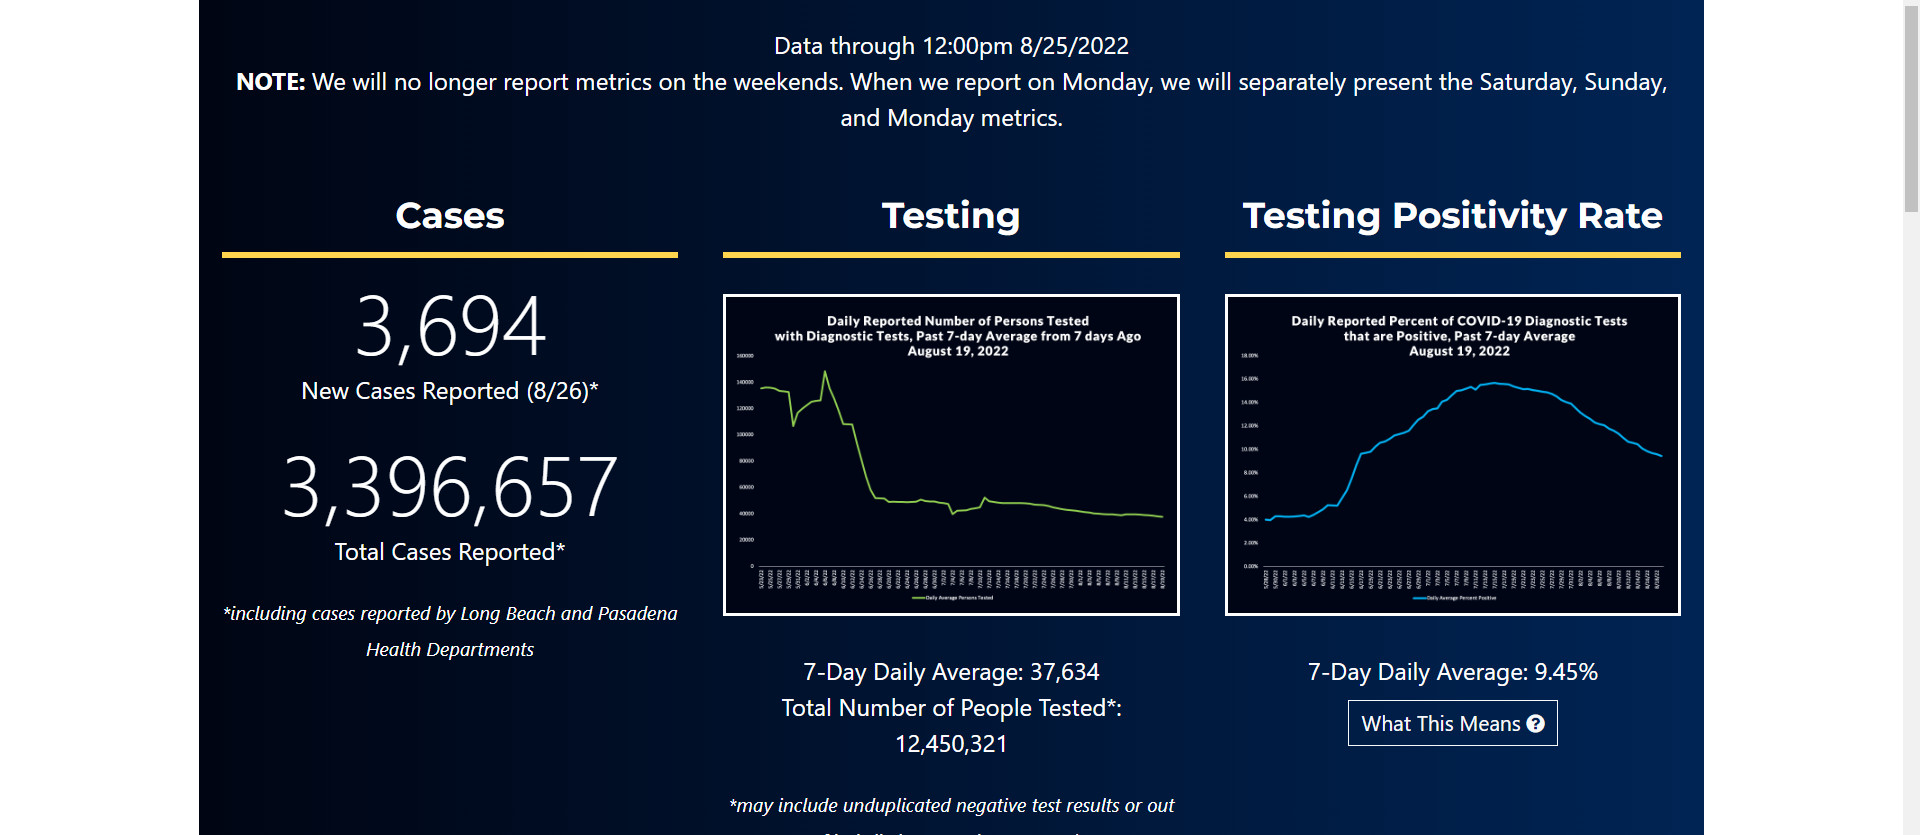 Data through 12:00pm 8/25/2022
NOTE: We will no longer report metrics on the weekends. When we report on Monday, we will separately present the Saturday, Sunday,
and Monday metrics.
Cases
3,694
New Cases Reported (8/26)*
3,396,657
Total Cases Reported*
*including cases reported by Long Beach and Pasadena
Health Departments
Testing
Daily Reported Number of Persons Tested
with Diagnostic Tests, Past 7-day Average from 7 days Ago
August 19, 2022
160000
140000
120000
100000
80000
60000
40000
20000
0
Daily Average Persons Tested
7-Day Daily Average: 37,634
Total Number of People Tested*:
12,450,321
*may include unduplicated negative test results or out
Testing Positivity Rate
Daily Reported Percent of COVID-19 Diagnostic Tests
that are Positive, Past 7-day Average
August 19, 2022
18.00%
16.00%
14.00%
12.00%
10.00%
8.00%
6.00%
4.00%
2.00%
0.00%
Daily Average Percent Positive
7-Day Daily Average: 9.45%
What This Means ?